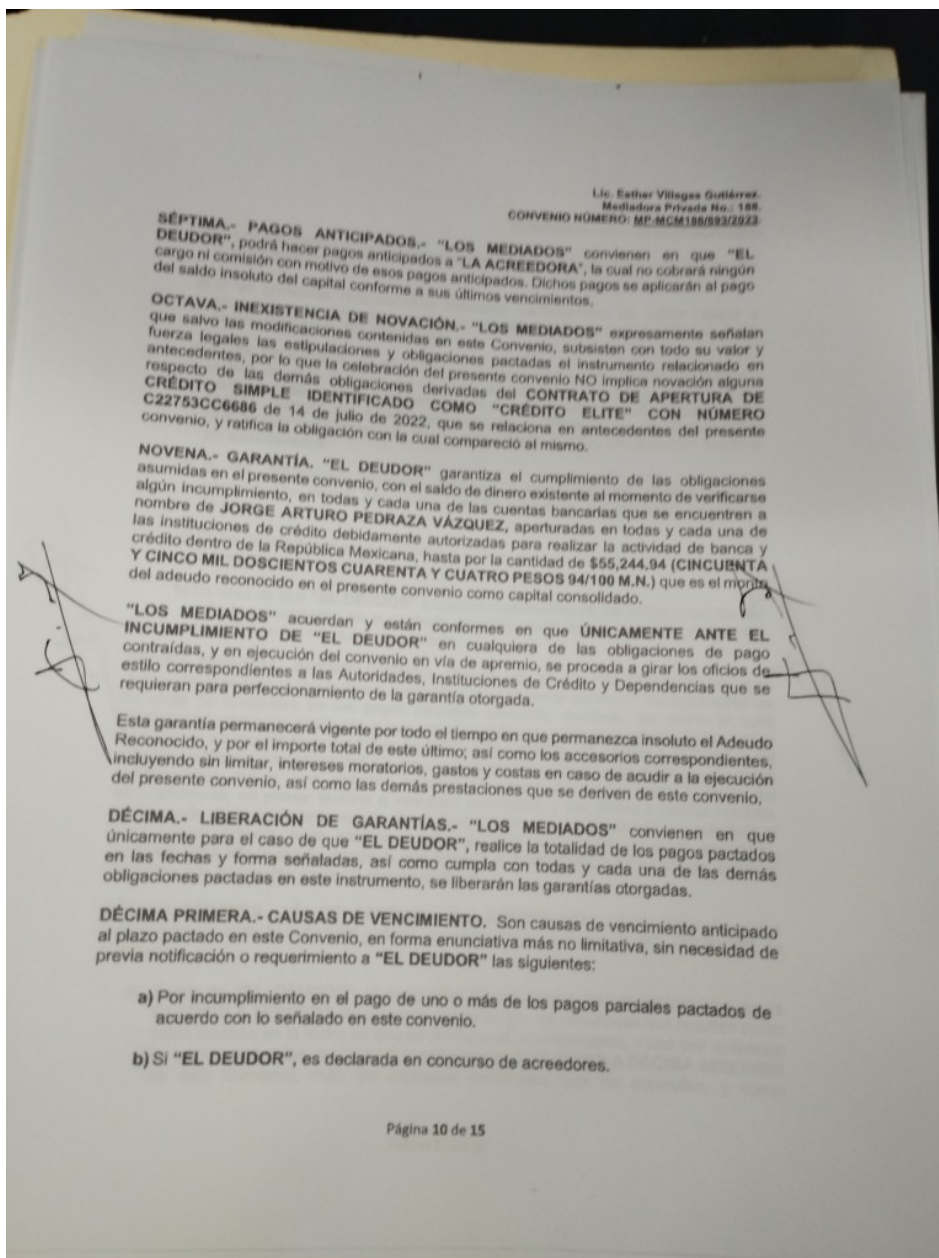 Lic. Esther Villegas Gutiérrez.
Mediadora Privada No.: 188.
CONVENIO NÚMERO: MP-MCM188/893/2023
SÉPTIMA.- PAGOS ANTICIPADOS.- "LOS MEDIADOS" convienen en que "EL
DEUDOR", podrá hacer pagos anticipados a "LA ACREEDORA", la cual no cobrará ningún
cargo ni comisión con motivo de esos pagos anticipados. Dichos pagos se aplicarán al pago
del saldo insoluto del capital conforme a sus últimos vencimientos.
OCTAVA.- INEXISTENCIA DE NOVACIÓN.- "LOS MEDIADOS" expresamente señalan
que salvo las modificaciones contenidas en este Convenio, subsisten con todo su valor y
fuerza legales las estipulaciones y obligaciones pactadas el instrumento relacionado en
antecedentes, por lo que la celebración del presente convenio NO implica novación alguna
respecto de las demás obligaciones derivadas del CONTRATO DE APERTURA DE
CRÉDITO SIMPLE IDENTIFICADO COMO "CRÉDITO ELITE" CON NÚMERO
C22753CC6686 de 14 de julio de 2022, que se relaciona en antecedentes del presente
convenio, y ratifica la obligación con la cual compareció al mismo.
NOVENA.- GARANTÍA. "EL DEUDOR" garantiza el cumplimiento de las obligaciones
asumidas en el presente convenio, con el saldo de dinero existente al momento de verificarse
algún incumplimiento, en todas y cada una de las cuentas bancarias que se encuentren a
nombre de JORGE ARTURO PEDRAZA VÁZQUEZ, aperturadas en todas y cada una de
las instituciones de crédito debidamente autorizadas para realizar la actividad de banca y
crédito dentro de la República Mexicana, hasta por la cantidad de $55,244.94 (CINCUENTA
Y CINCO MIL DOSCIENTOS CUARENTA Y CUATRO PESOS 94/100 M.N.) que es el monto
del adeudo reconocido en el presente convenio como capital consolidado.
"LOS MEDIADOS" acuerdan y están conformes en que ÚNICAMENTE ANTE EL
INCUMPLIMIENTO DE "EL DEUDOR" en cualquiera de las obligaciones de pago
contraídas, y en ejecución del convenio en vía de apremio, se proceda a girar los oficios de
estilo correspondientes a las Autoridades, Instituciones de Crédito y Dependencias que se
requieran para perfeccionamiento de la garantía otorgada.
Esta garantía permanecerá vigente por todo el tiempo en que permanezca insoluto el Adeudo
Reconocido, y por el importe total de este último; así como los accesorios correspondientes,
incluyendo sin limitar, intereses moratorios, gastos y costas en caso de acudir a la ejecución
del presente convenio, así como las demás prestaciones que se deriven de este convenio.
DÉCIMA.- LIBERACIÓN DE GARANTÍAS.- "LOS MEDIADOS" convienen en que
únicamente para el caso de que "EL DEUDOR", realice la totalidad de los pagos pactados
en las fechas y forma señaladas, así como cumpla con todas y cada una de las demás
obligaciones pactadas en este instrumento, se liberarán las garantías otorgadas.
DÉCIMA PRIMERA.- CAUSAS DE VENCIMIENTO. Son causas de vencimiento anticipado
al plazo pactado en este Convenio, en forma enunciativa más no limitativa, sin necesidad de
previa notificación o requerimiento a "EL DEUDOR" las siguientes:
a) Por incumplimiento en el pago de uno o más de los pagos parciales pactados de
acuerdo con lo señalado en este convenio.
b) Si "EL DEUDOR", es declarada en concurso de acreedores.
Página 10 de 15